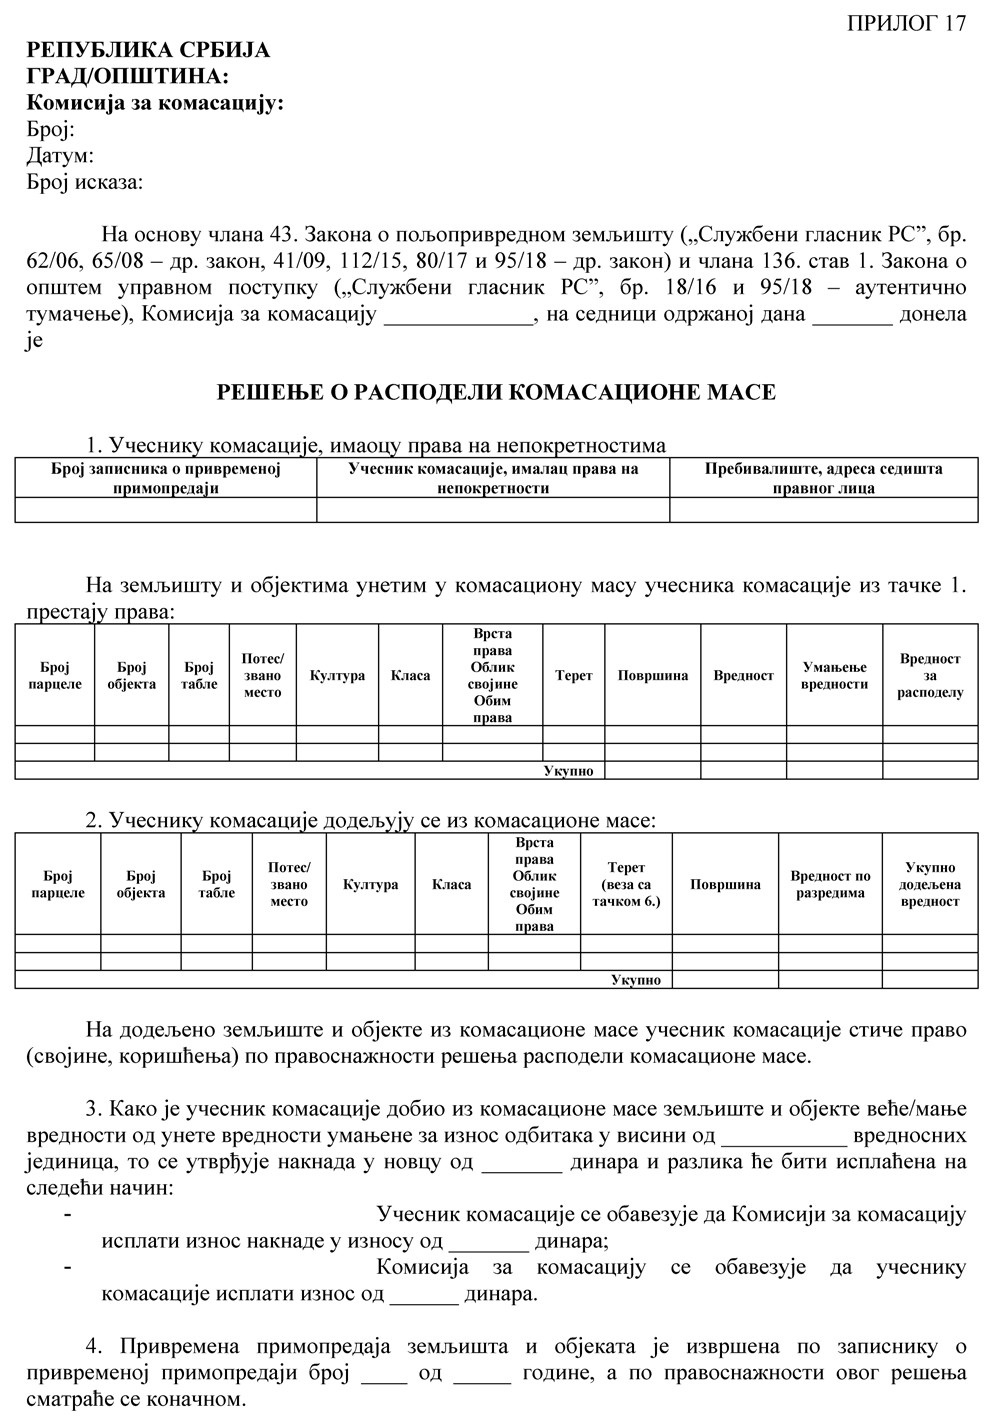 ПРИЛОГ 17
РЕПУБЛИКА СРБИЈА
ГРАД/ОПШТИНА:
Комисија за комасацију:
Број:
Датум:
Број исказа:
На основу члана 43. Закона о пољопривредном земљишту („Службени гласник РС”, бр.
62/06, 65/08 – др. закон, 41/09, 112/15, 80/17 и 95/18 – др. закон) и члана 136. став 1. Закона о
општем управном поступку („Службени гласник РС”, бр. 18/16 и 95/18 – аутентично
тумачење), Комисија за комасацију _____________, на седници одржаној дана _______ донела
је
РЕШЕЊЕ О РАСПОДЕЛИ КОМАСАЦИОНЕ МАСЕ
1. Учеснику комасације, имаоцу права на непокретностима
Број записника о привременој
примопредаји
Учесник комасације, ималац права на
непокретности
Пребивалиште, адреса седишта
правног лица
На земљишту и објектима унетим у комасациону масу учесника комасације из тачке 1.
престају права:
Број
парцеле
Број
објекта
Број
табле
Потес/
звано
место
Култура
Класа
Врста
права
Облик
својине
Обим
права
Терет
Површина
Вредност
Умањење
вредности
Вредност
за
расподелу
Укупно
2. Учеснику комасације додељују се из комасационе масе:
Број
парцеле
Број
објекта
Број
табле
Потес/
звано
место
Култура
Класа
Врста
права
Облик
својине
Обим
права
Терет
(веза са
тачком 6.)
Површина
Вредност по
разредима
Укупно
додељена
вредност
Укупно
На додељено земљиште и објекте из комасационе масе учесник комасације стиче право
(својине, коришћења) по правоснажности решења расподели комасационе масе.
3. Како је учесник комасације добио из комасационе масе земљиште и објекте веће/мање
вредности од унете вредности умањене за износ одбитака у висини од ___________ вредносних
јединица, то се утврђује накнада у новцу од _______ динара и разлика ће бити исплаћена на
следећи начин:
- Учесник комасације се обавезује да Комисији за комасацију
исплати износ накнаде у износу од _______ динара;
- Комисија за комасацију се обавезује да учеснику
комасације исплати износ од ______ динара.
4. Привремена примопредаја земљишта и објеката је извршена по записнику о
привременој примопредаји број ____ од _____ године, а по правоснажности овог решења
сматраће се коначном.